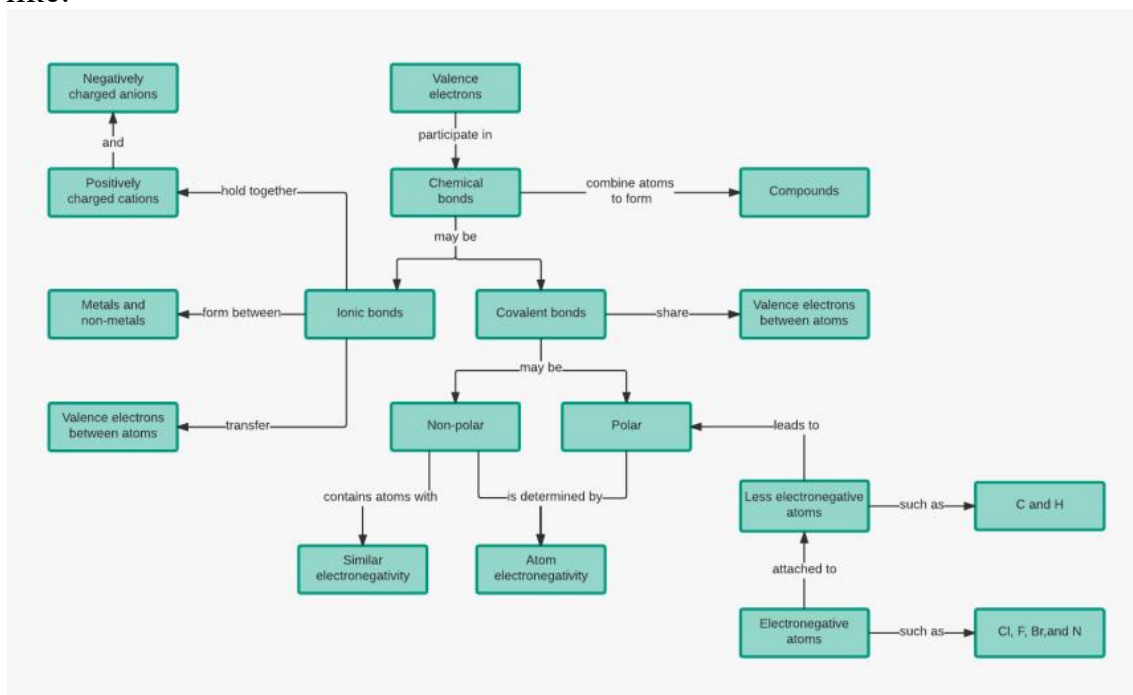 like.
Negatively
charged anions
Valence
electrons
and
participate in
Positively
charged cations
hold together
Chemical
bonds
combine atoms
to form
Compounds
may be
Metals and
non-metals
form between
Ionic bonds
Covalent bonds
share
Valence electrons
between atoms
may be
Valence electrons
between atoms
transfer
Non-polar
Polar
leads to
contains atoms with
is determined by
Less electronegative
atoms
such as
C and H
Similar
electronegativity
Atom
electronegativity
attached to
Electronegative
atoms
such as
Cl, F, Br,and N